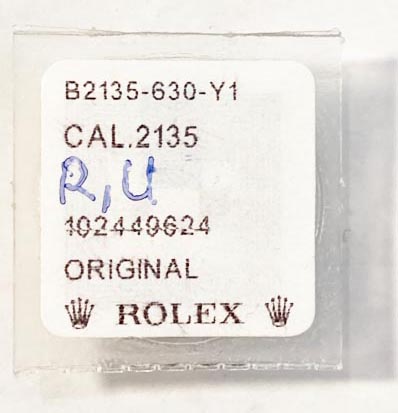 B2135-630-Y1
CAL.2135
R,U
102449624
ORIGINAL
ROLEX